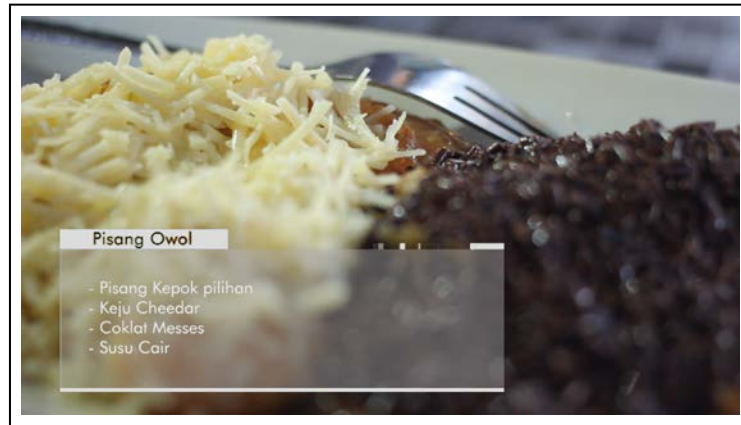 Pisang Owol
- Pisang Kepok pilihan
- Keju Cheedar
- Coklat Messes
- Susu Cair